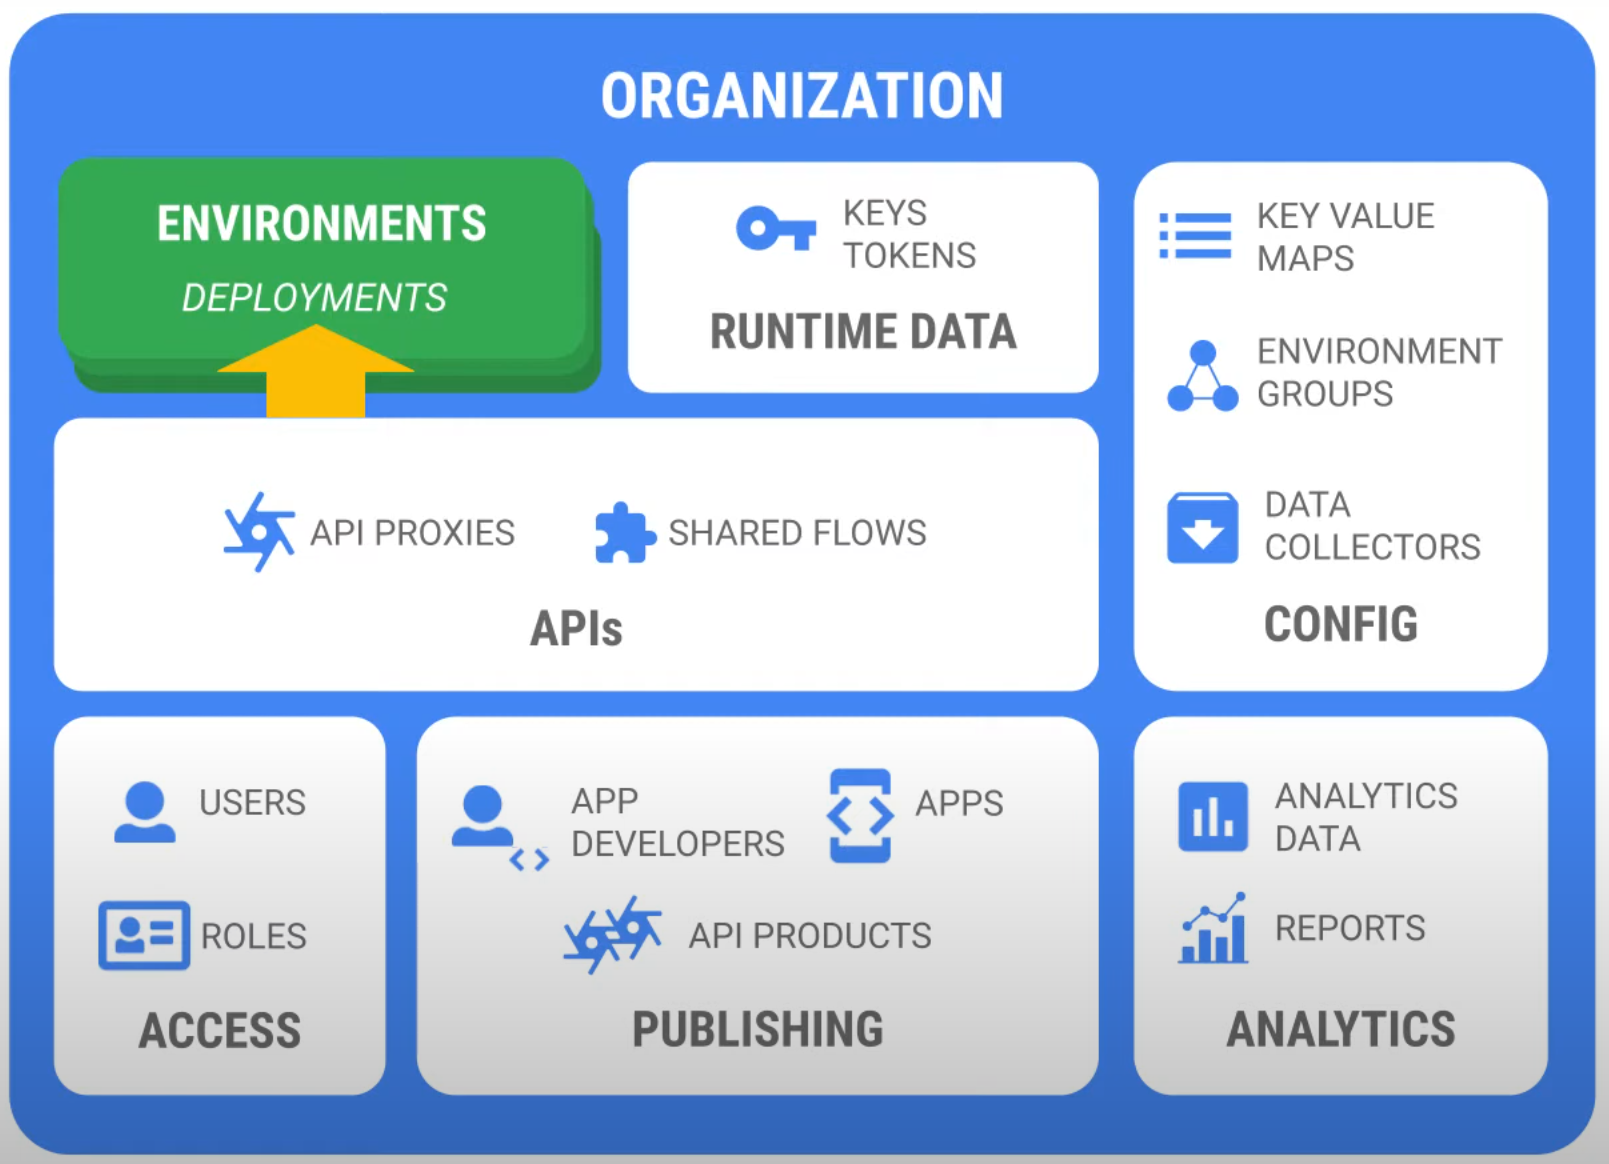 ORGANIZATION
ENVIRONMENTS
DEPLOYMENTS
KEYS
TOKENS
RUNTIME DATA
KEY VALUE
MAPS
ENVIRONMENT
GROUPS
DATA
COLLECTORS
CONFIG
API PROXIES
SHARED FLOWS
APIs
USERS
ROLES
ACCESS
APP
DEVELOPERS
APPS
API PRODUCTS
PUBLISHING
ANALYTICS
DATA
REPORTS
ANALYTICS